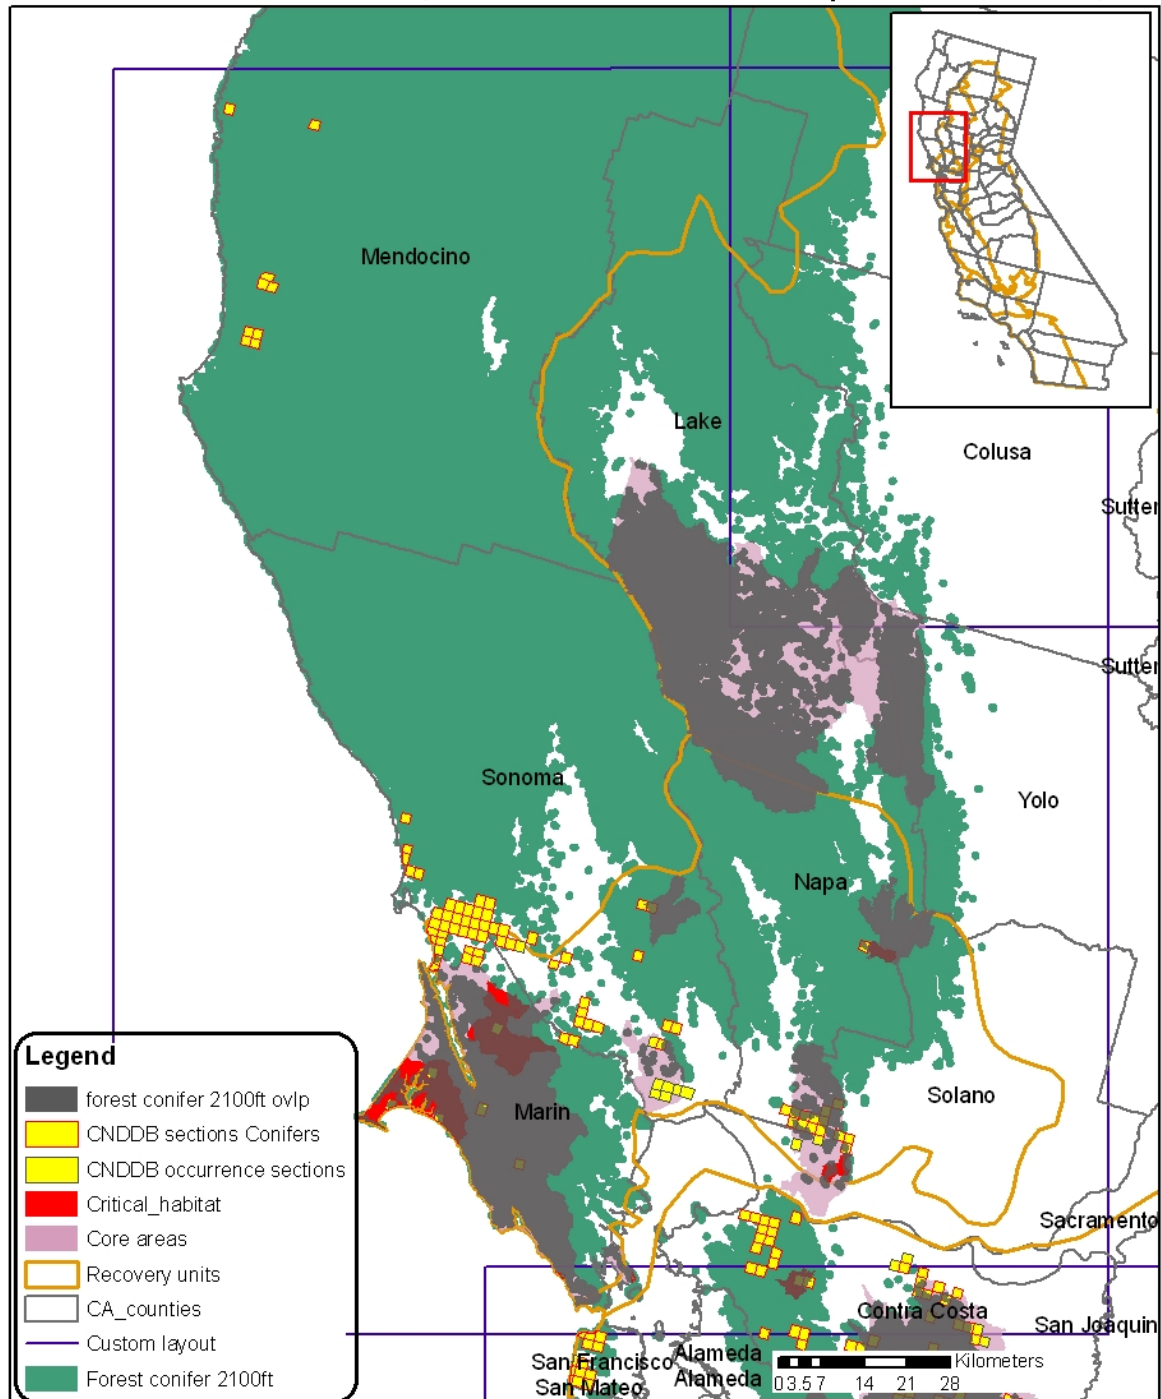 Mendocino
Lake
Colusa
Sutter
Sutter
Sonoma
Yolo
Napa
Marin
Solano
Sacramento
Contra Costa
San Joaquin
San Francisco
Alameda
San Mateo
Alameda
Kilometers
0 3.5 7 14 21 28
Legend
forest conifer 2100ft ovlp
CNDDB sections Conifers
CNDDB occurrence sections
Critical_habitat
Core areas
Recovery units
CA_counties
Custom layout
Forest conifer 2100ft